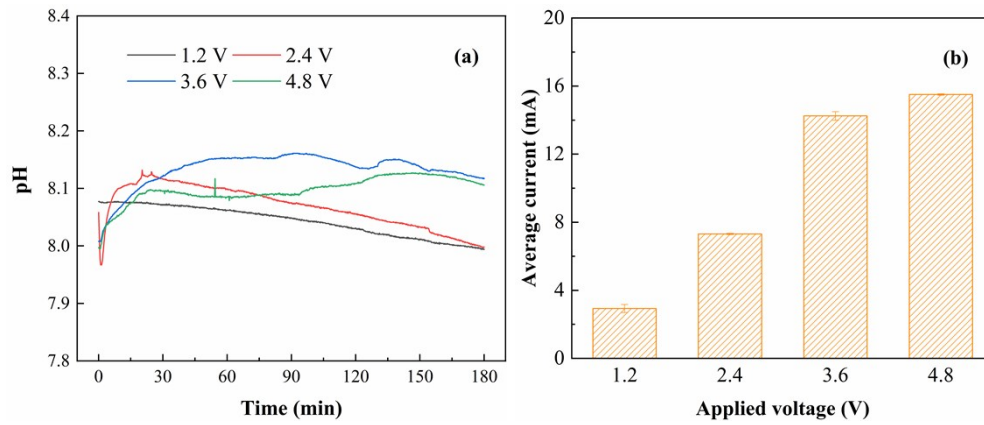 8.4
8.3
8.2
8.1
8.0
7.9
7.8
pH
1.2 V
2.4 V
3.6 V
4.8 V
(a)
0
30
60
90
120
150
180
Time (min)
20
16
12
8
4
0
Average current (mA)
(b)
1.2
2.4
3.6
4.8
Applied voltage (V)